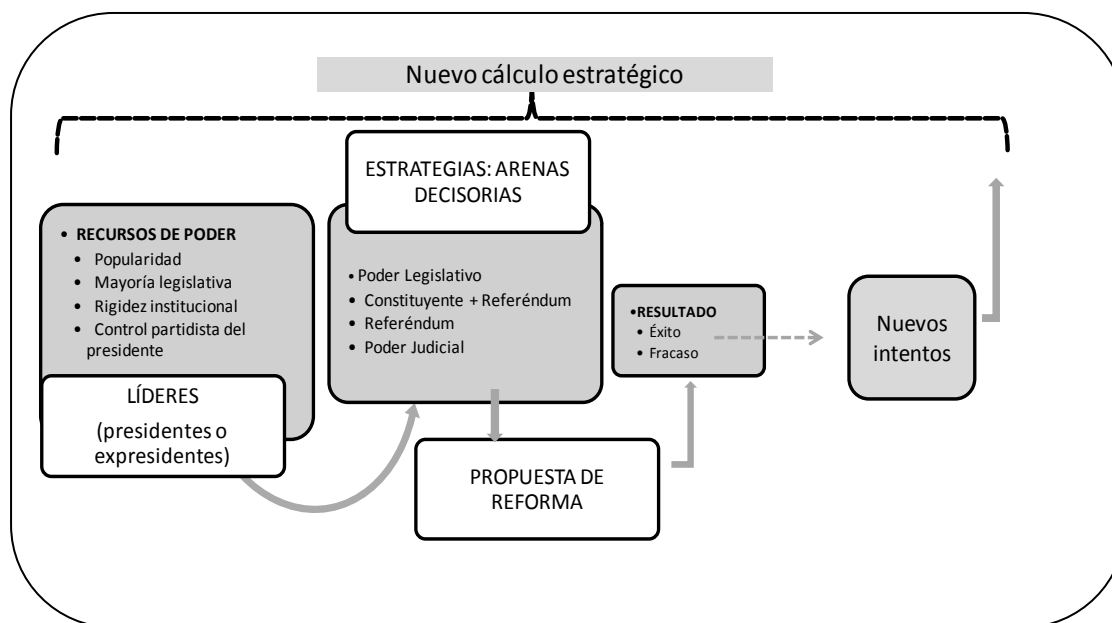 Nuevo cálculo estratégico
ESTRATEGIAS: ARENAS
DECISORIAS
• RECURSOS DE PODER
• Popularidad
• Mayoría legislativa
• Rigidez institucional
• Control partidista del
presidente
LÍDERES
(presidentes o
expresidentes)
• Poder Legislativo
• Constituyente + Referéndum
• Referéndum
• Poder Judicial
PROPUESTA DE
REFORMA
•RESULTADO
• Éxito
• Fracaso
Nuevos
intentos